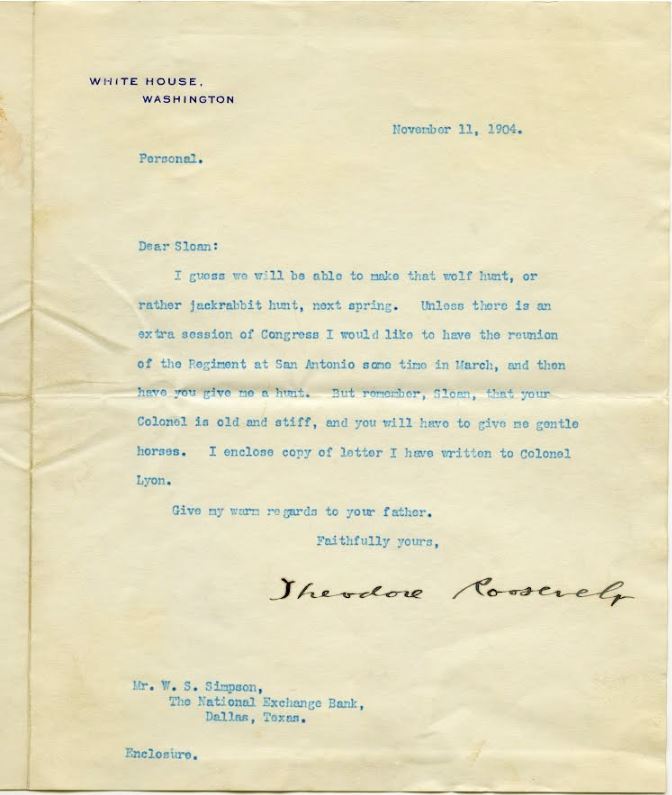 WHITE HOUSE,
WASHINGTON
November 11, 1904.
Personal.
Dear Sloan:
I guess we will be able to make that wolf hunt, or
rather jackrabbit hunt, next spring. Unless there is an
extra session of Congress I would like to have the reunion
of the Regiment at San Antonio some time in March, and then
have you give me a hunt. But remember, Sloan, that your
Colonel is old and stiff, and you will have to give me gentle
horses. I enclose copy of letter I have written to Colonel
Lyon.
Give my warm regards to your father.
Faithfully yours,
Theodore Roosevelt
Mr. W. S. Simpson,
The National Exchange Bank,
Dallas, Texas.
Enclosure.